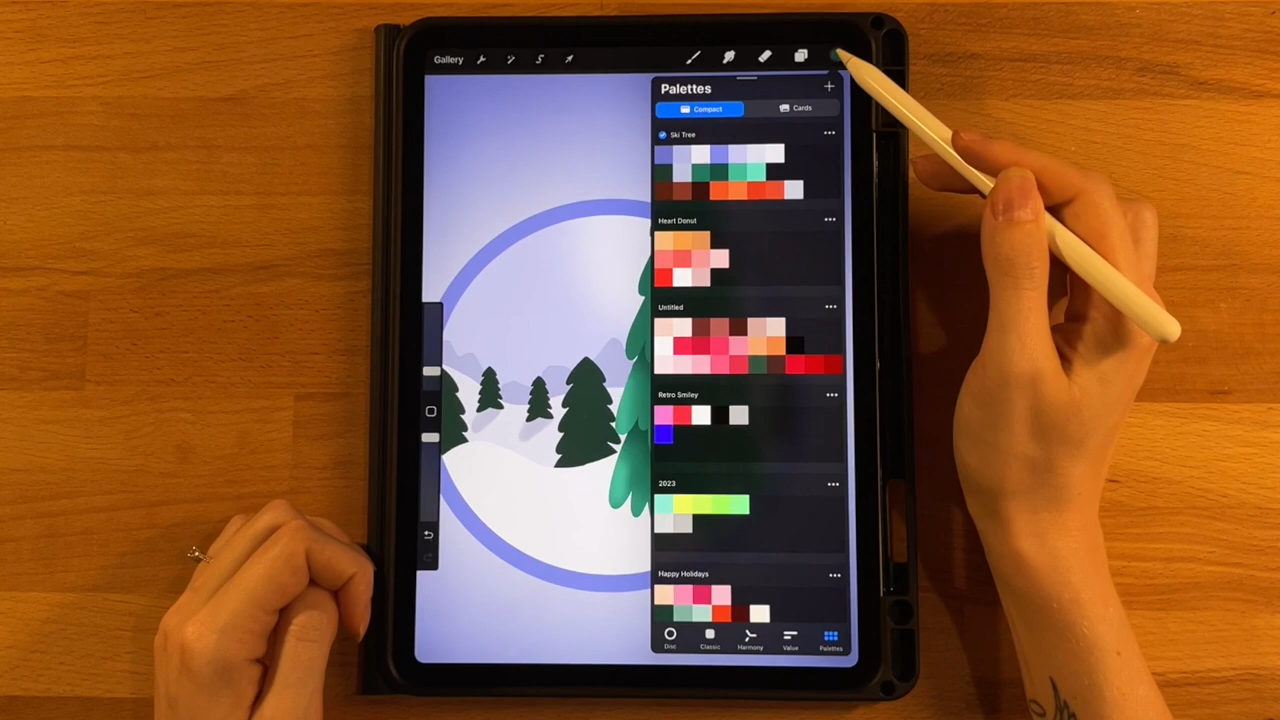 Gallery
Palettes
Compact
Cards
Ski Tree
Heart Donut
Untitled
Retro Smiley
2023
Happy Holidays
Disc
Classic
Harmony
Value
Palettes